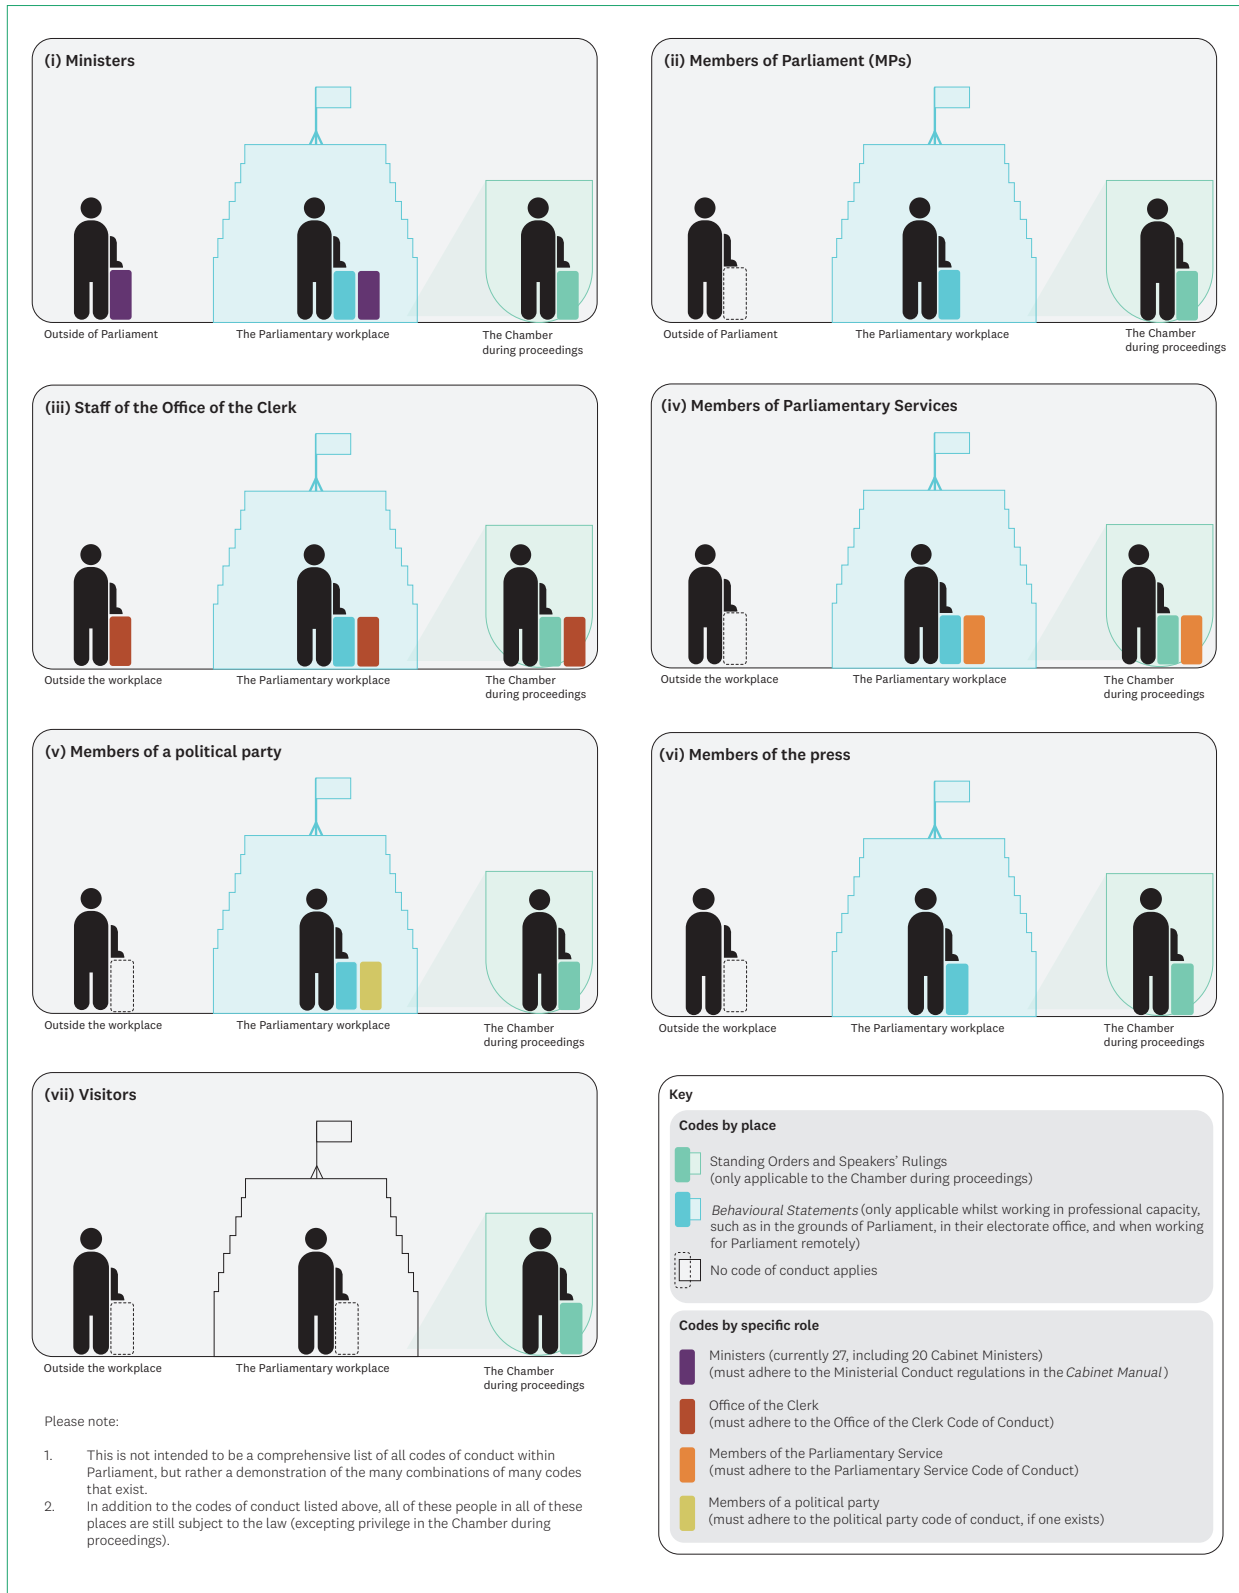 (i) Ministers
Outside of Parliament
The Parliamentary workplace
The Chamber
during proceedings
(ii) Members of Parliament (MPs)
Outside of Parliament
The Parliamentary workplace
The Chamber
during proceedings
(iii) Staff of the Office of the Clerk
Outside the workplace
The Parliamentary workplace
The Chamber
during proceedings
(iv) Members of Parliamentary Services
Outside the workplace
The Parliamentary workplace
The Chamber
during proceedings
(v) Members of a political party
Outside the workplace
The Parliamentary workplace
The Chamber
during proceedings
(vi) Members of the press
Outside the workplace
The Parliamentary workplace
The Chamber
during proceedings
(vii) Visitors
Outside the workplace
The Parliamentary workplace
The Chamber
during proceedings
Key
Codes by place
Standing Orders and Speakers’ Rulings
(only applicable to the Chamber during proceedings)
Behavioural Statements (only applicable whilst working in professional capacity,
such as in the grounds of Parliament, in their electorate office, and when working
for Parliament remotely)
No code of conduct applies
Codes by specific role
Ministers (currently 27, including 20 Cabinet Ministers)
(must adhere to the Ministerial Conduct regulations in the Cabinet Manual)
Office of the Clerk
(must adhere to the Office of the Clerk Code of Conduct)
Members of the Parliamentary Service
(must adhere to the Parliamentary Service Code of Conduct)
Members of a political party
(must adhere to the political party code of conduct, if one exists)
Please note:
1. This is not intended to be a comprehensive list of all codes of conduct within
Parliament, but rather a demonstration of the many combinations of many codes
that exist.
2. In addition to the codes of conduct listed above, all of these people in all of these
places are still subject to the law (excepting privilege in the Chamber during
proceedings).